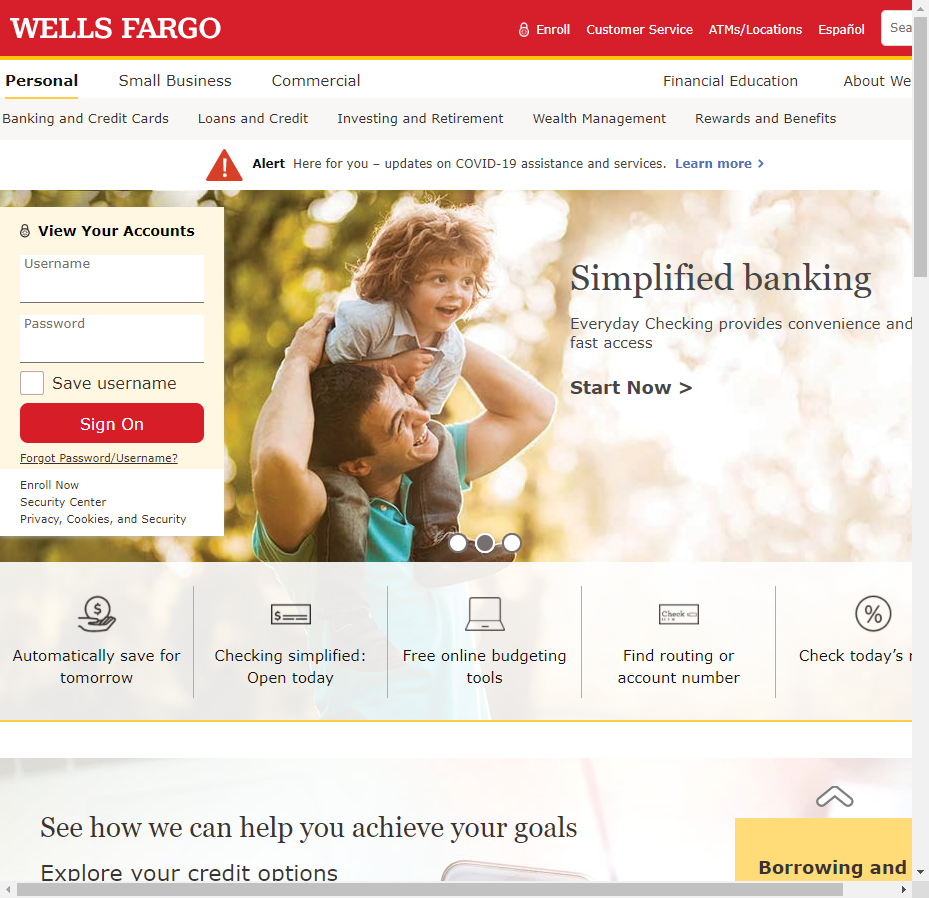 WELLS FARGO
Enroll Customer Service ATMs/Locations Español Sea
Personal Small Business Commercial Financial Education About We
Banking and Credit Cards Loans and Credit Investing and Retirement Wealth Management Rewards and Benefits
Alert Here for you – updates on COVID-19 assistance and services. Learn more >
View Your Accounts
Username
Password
Save username
Sign On
Forgot Password/Username?
Enroll Now
Security Center
Privacy, Cookies, and Security
Simplified banking
Everyday Checking provides convenience and
fast access
Start Now >
Automatically save for
tomorrow
Checking simplified:
Open today
Free online budgeting
tools
Check
Find routing or
account number
Check today’s
See how we can help you achieve your goals
Explore your credit options
Borrowing and